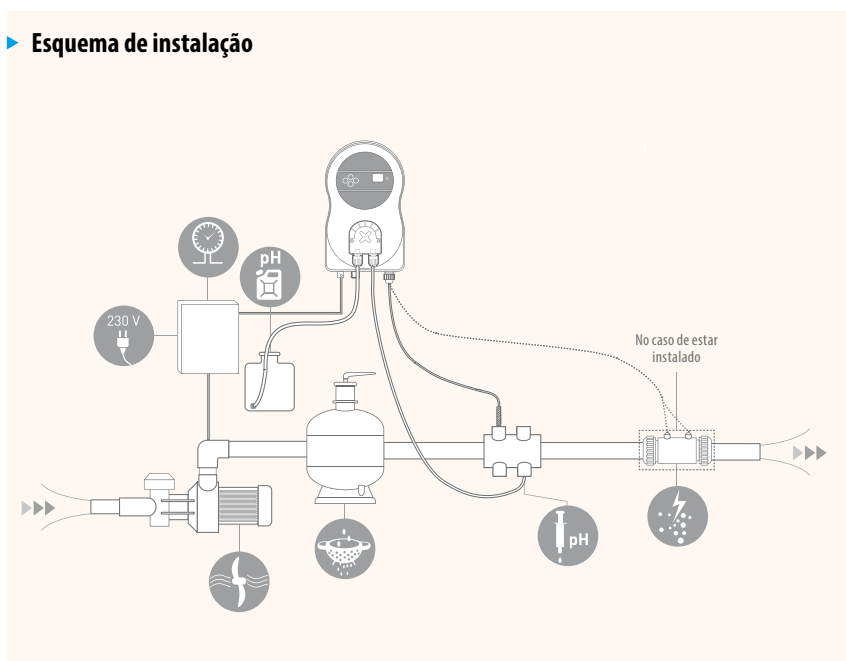 Esquema de instalação
pH
230 V
No caso de estar
instalado
pH